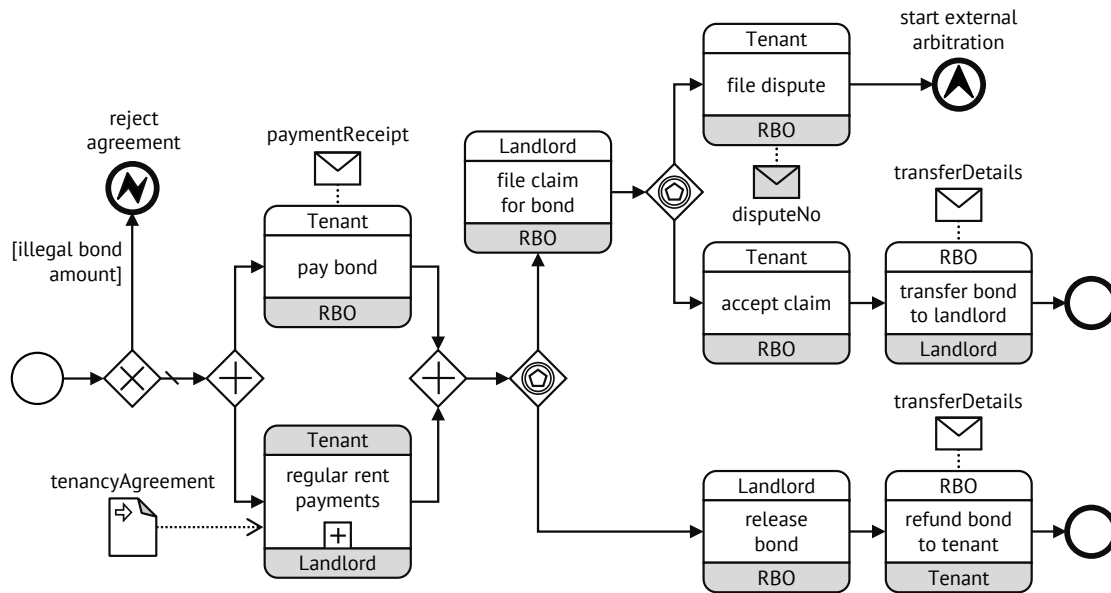 start external
arbitration
Tenant
file dispute
RBO
reject
agreement
paymentReceipt
Landlord
file claim
for bond
RBO
disputeNo
transferDetails
[illegal bond
amount]
Tenant
pay bond
RBO
Tenant
accept claim
RBO
RBO
transfer bond
to landlord
Landlord
tenancyAgreement
Tenant
regular rent
payments
Landlord
transferDetails
Landlord
release
bond
RBO
RBO
refund bond
to tenant
Tenant